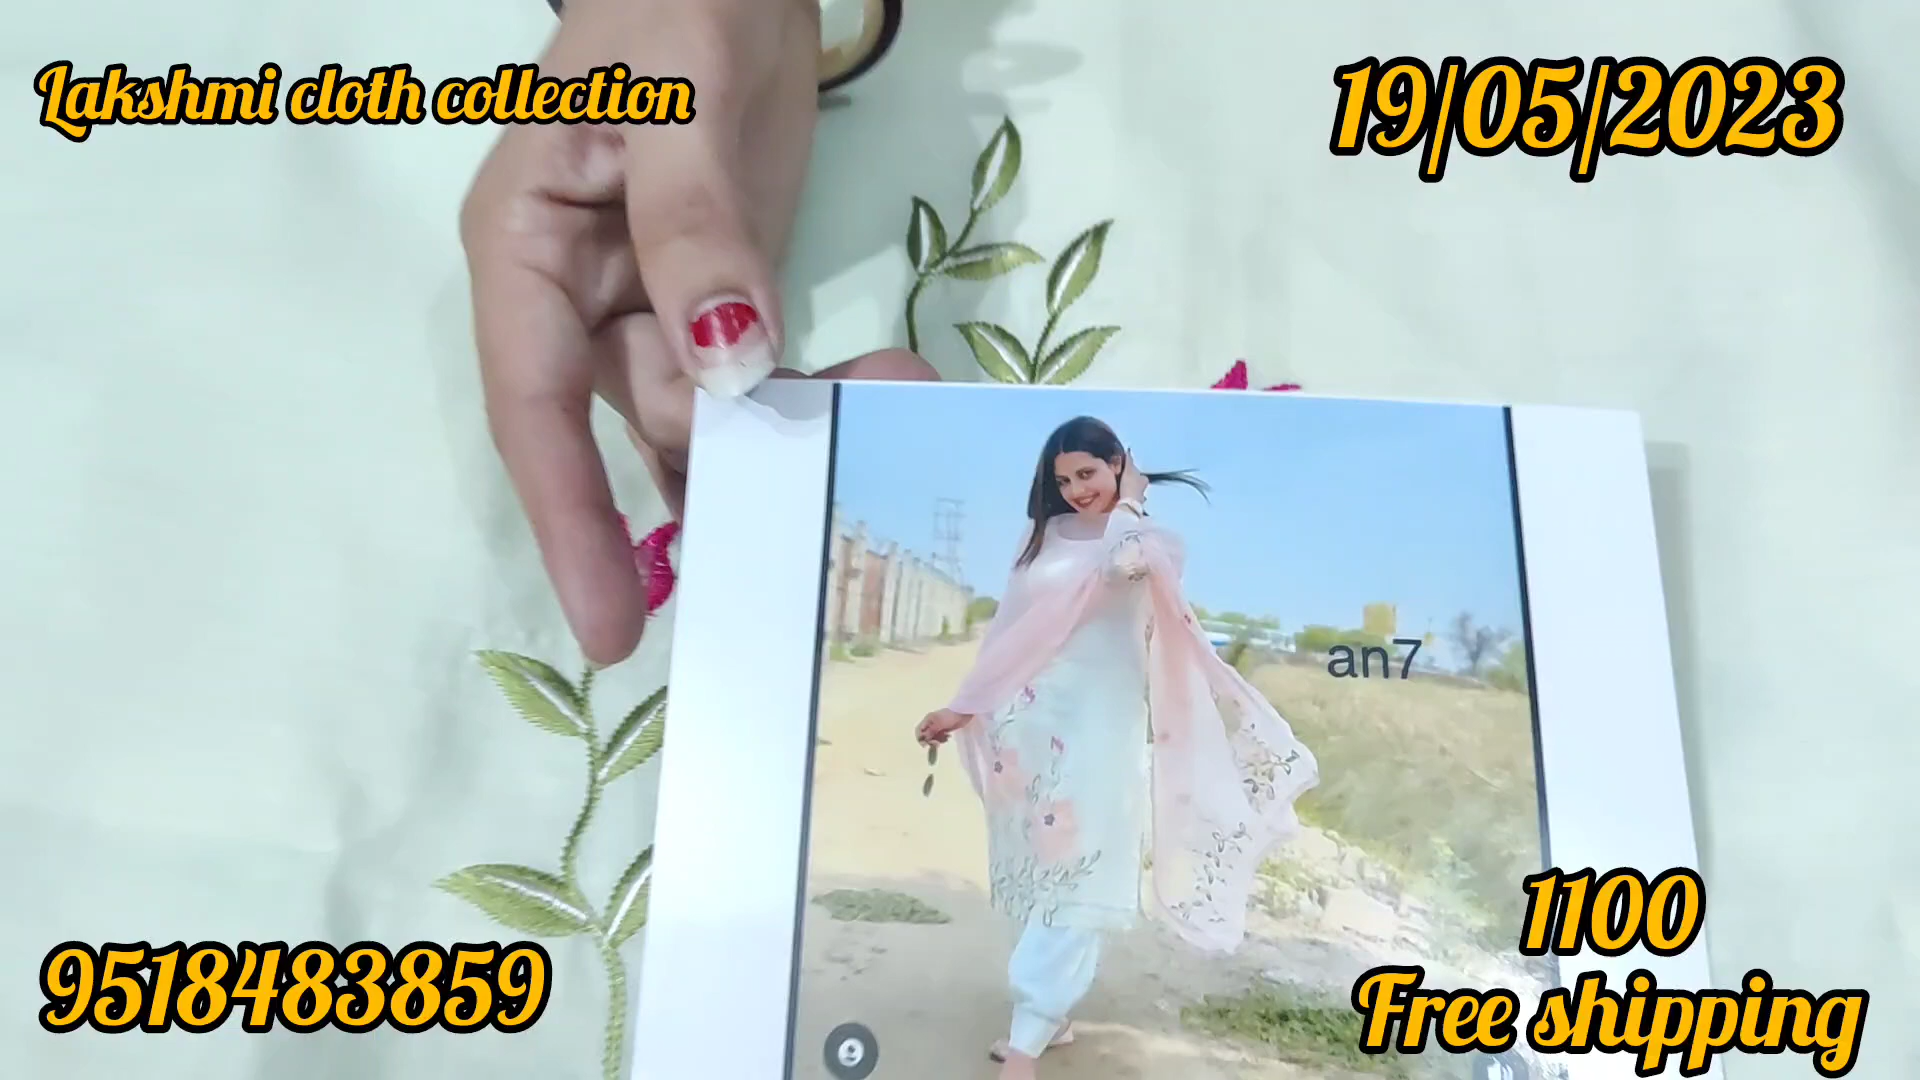 Lakshmi cloth collection
19/05/2023
an7
9518483859
1100
Free shipping